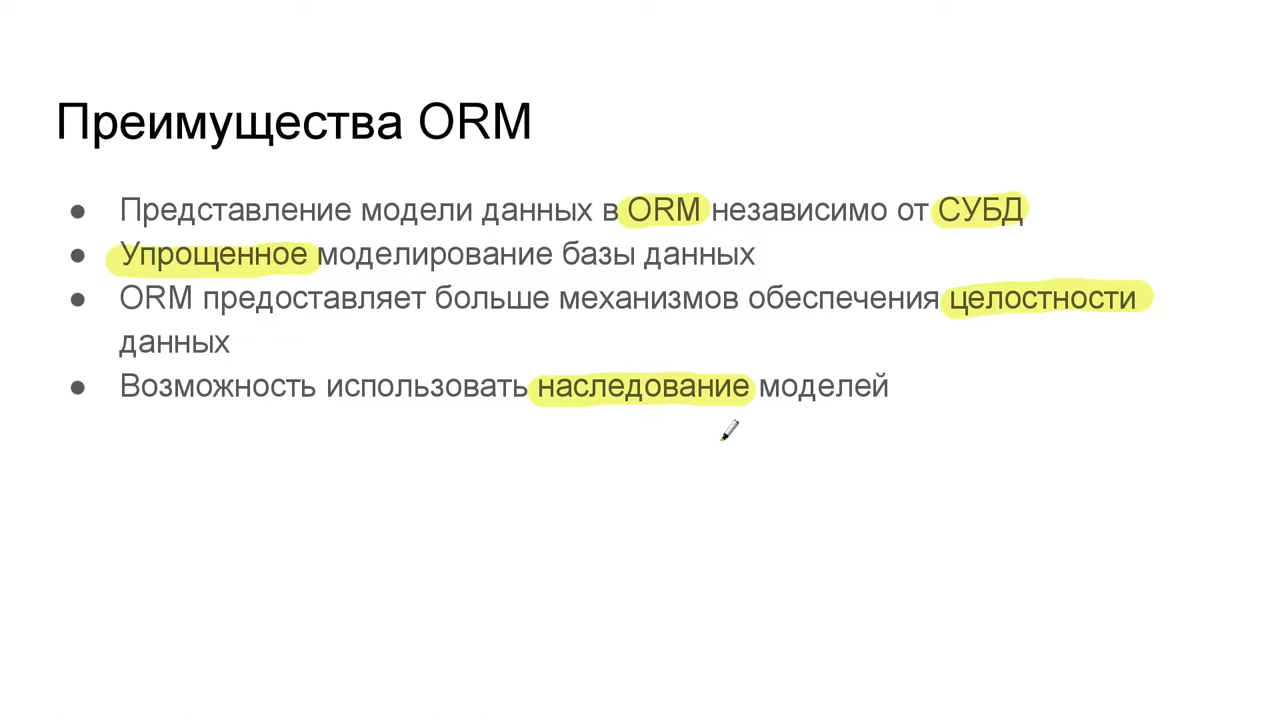 Преимущества ORM
● Представление модели данных в ORM независимо от СУБД
● Упрощенное моделирование базы данных
● ORM предоставляет больше механизмов обеспечения целостности
данных
● Возможность использовать наследование моделей